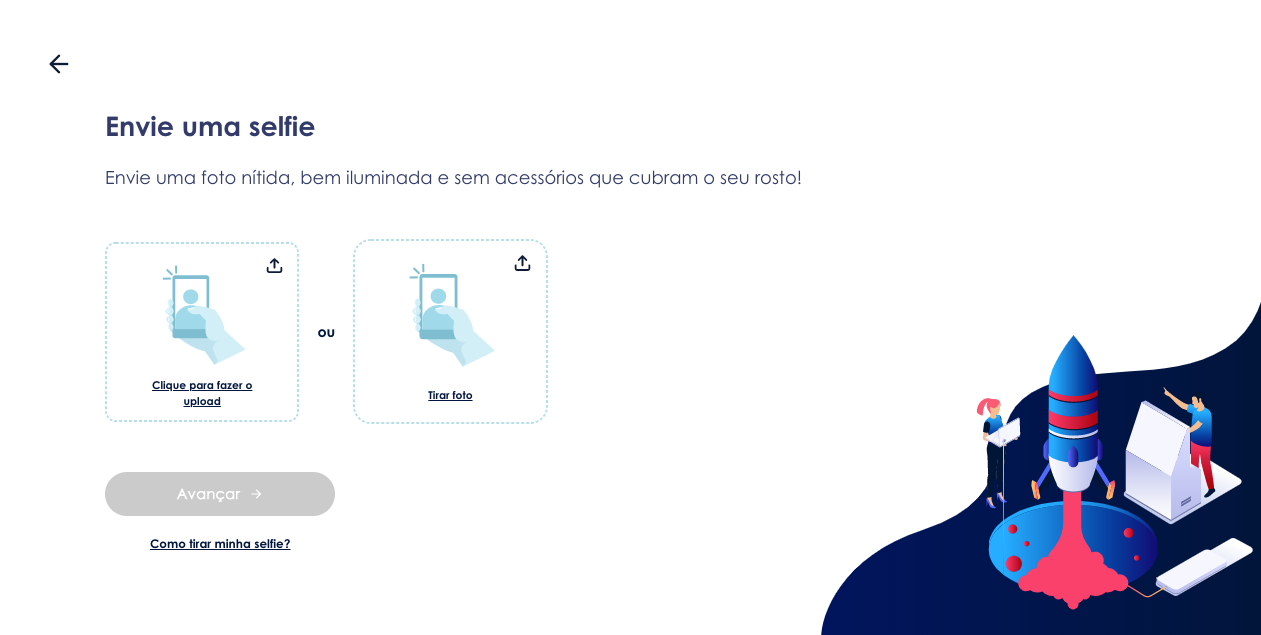 Envie uma selfie
Envie uma foto nítida, bem iluminada e sem acessórios que cubram o seu rosto!
Clique para fazer o
upload
ou
Tirar foto
Avançar
Como tirar minha selfie?